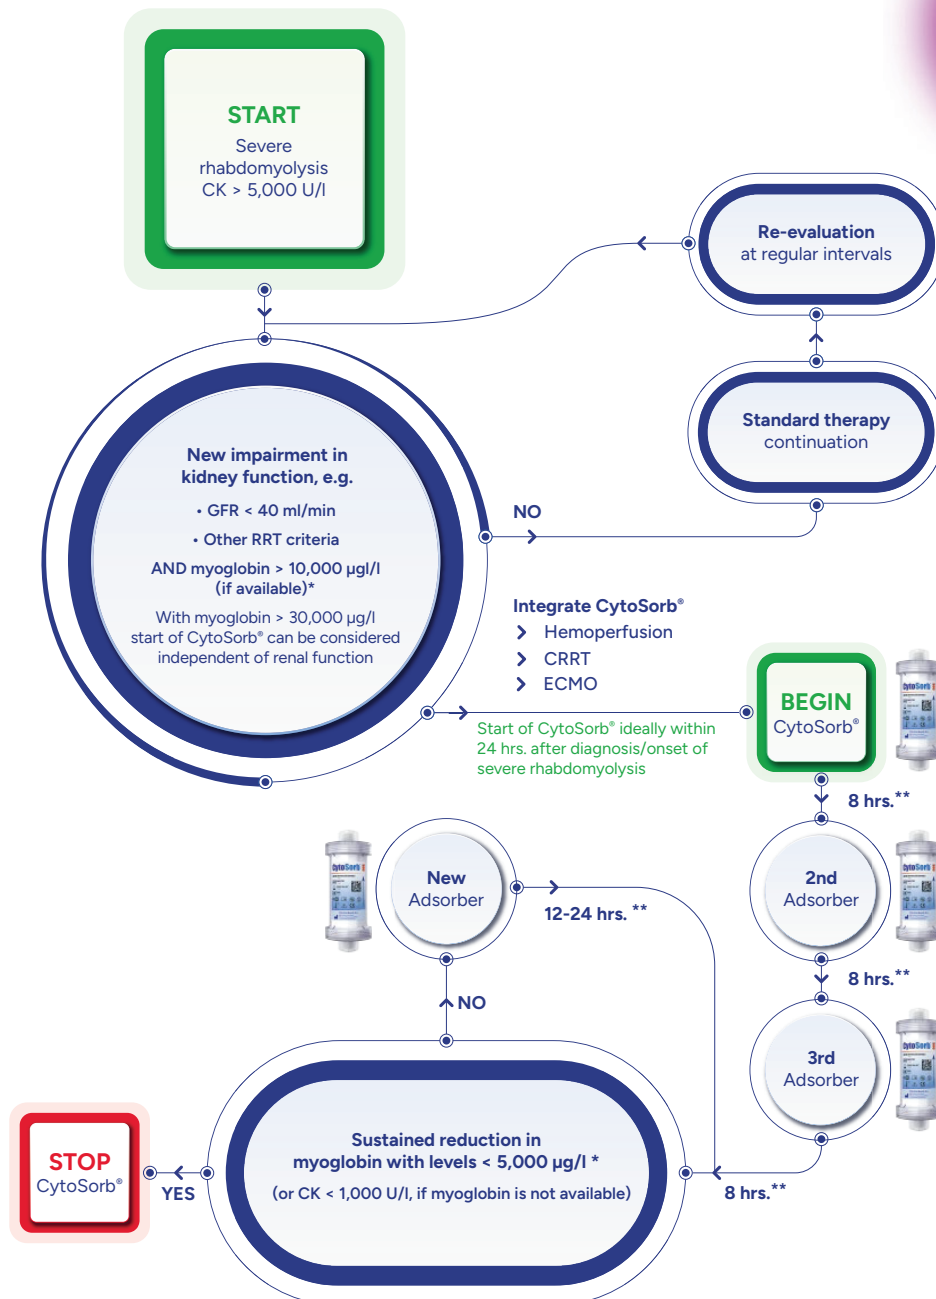 START
Severe
rhabdomyolysis
CK > 5,000 U/l
Re-evaluation
at regular intervals
Standard therapy
continuation
New impairment in
kidney function, e.g.
• GFR < 40 ml/min
• Other RRT criteria
AND myoglobin > 10,000 µgl/l
(if available)*
With myoglobin > 30,000 µg/l
start of CytoSorb® can be considered
independent of renal function
NO
Integrate CytoSorb®
Hemoperfusion
CRRT
ECMO
Start of CytoSorb® ideally within
24 hrs. after diagnosis/onset of
severe rhabdomyolysis
BEGIN
CytoSorb®
CytoSorb
8 hrs.**
2nd
Adsorber
CytoSorb
8 hrs.**
3rd
Adsorber
CytoSorb
8 hrs.**
CytoSorb
New
Adsorber
12-24 hrs. **
NO
Sustained reduction in
myoglobin with levels < 5,000 µg/l *
(or CK < 1,000 U/l, if myoglobin is not available)
YES
STOP
CytoSorb®